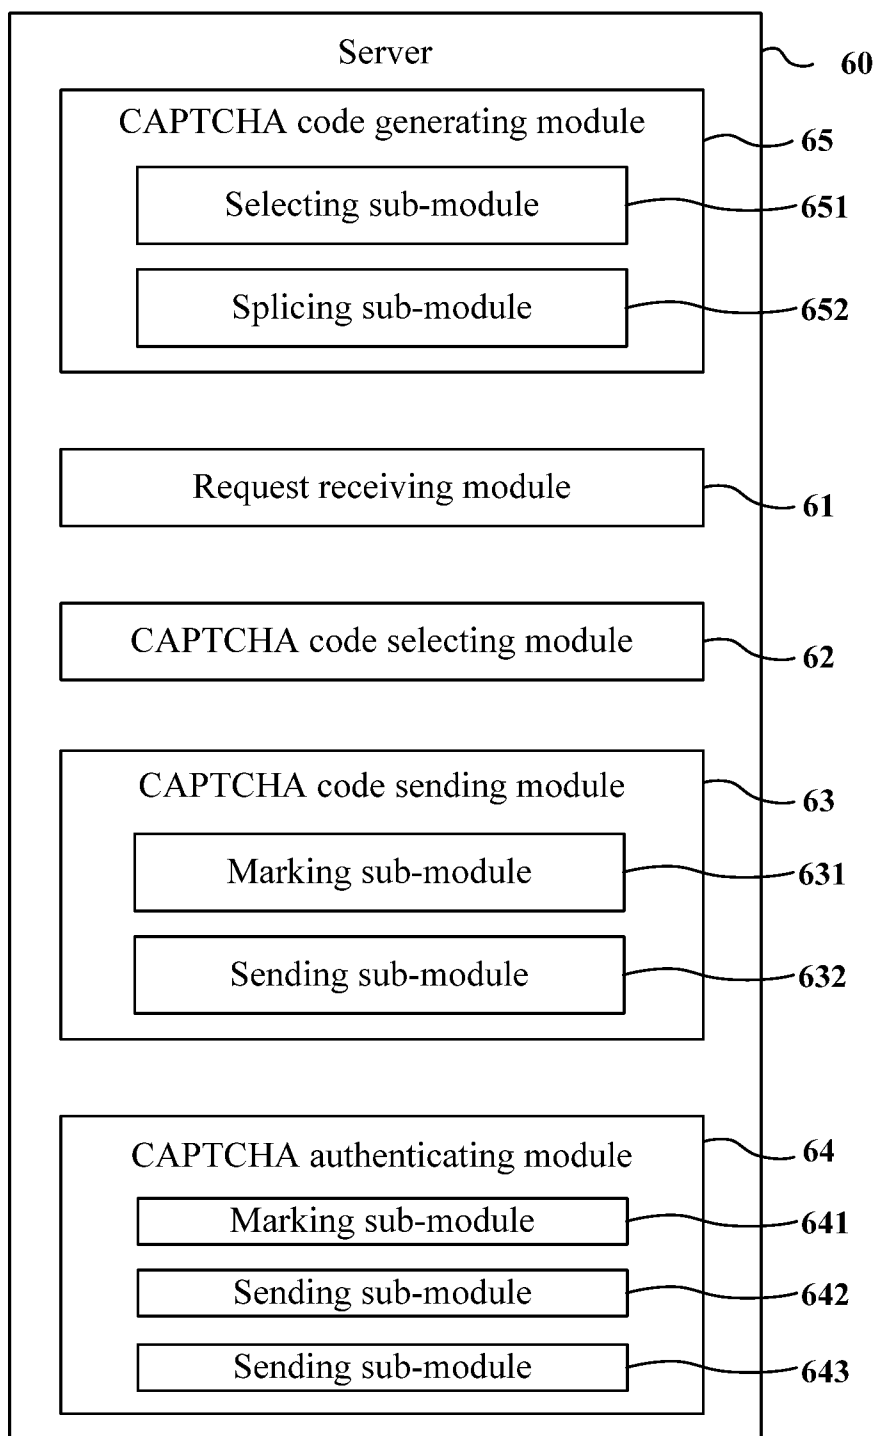 Server
60
CAPTCHA code generating module
65
Selecting sub-module
651
Splicing sub-module
652
Request receiving module
61
CAPTCHA code selecting module
62
CAPTCHA code sending module
63
Marking sub-module
631
Sending sub-module
632
CAPTCHA authenticating module
64
Marking sub-module
641
Sending sub-module
642
Sending sub-module
643